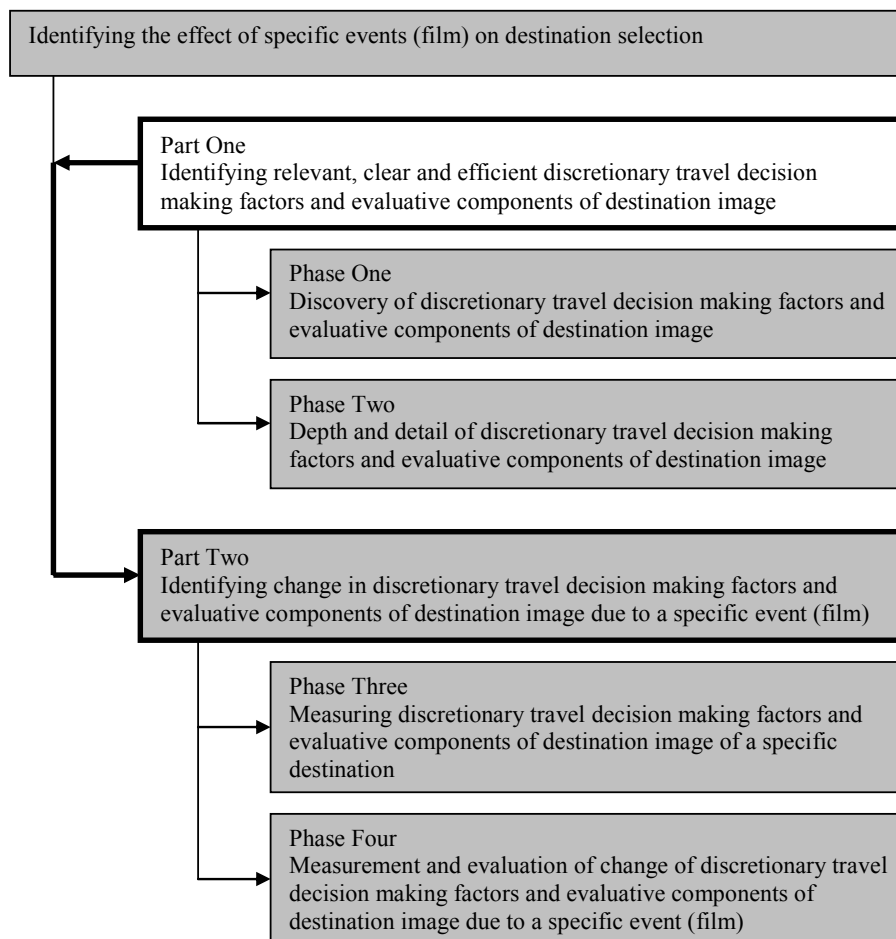 Identifying the effect of specific events (film) on destination selection
Part One
Identifying relevant, clear and efficient discretionary travel decision
making factors and evaluative components of destination image
Phase One
Discovery of discretionary travel decision making factors and
evaluative components of destination image
Phase Two
Depth and detail of discretionary travel decision making
factors and evaluative components of destination image
Part Two
Identifying change in discretionary travel decision making factors and
evaluative components of destination image due to a specific event (film)
Phase Three
Measuring discretionary travel decision making factors and
evaluative components of destination image of a specific
destination
Phase Four
Measurement and evaluation of change of discretionary travel
decision making factors and evaluative components of
destination image due to a specific event (film)